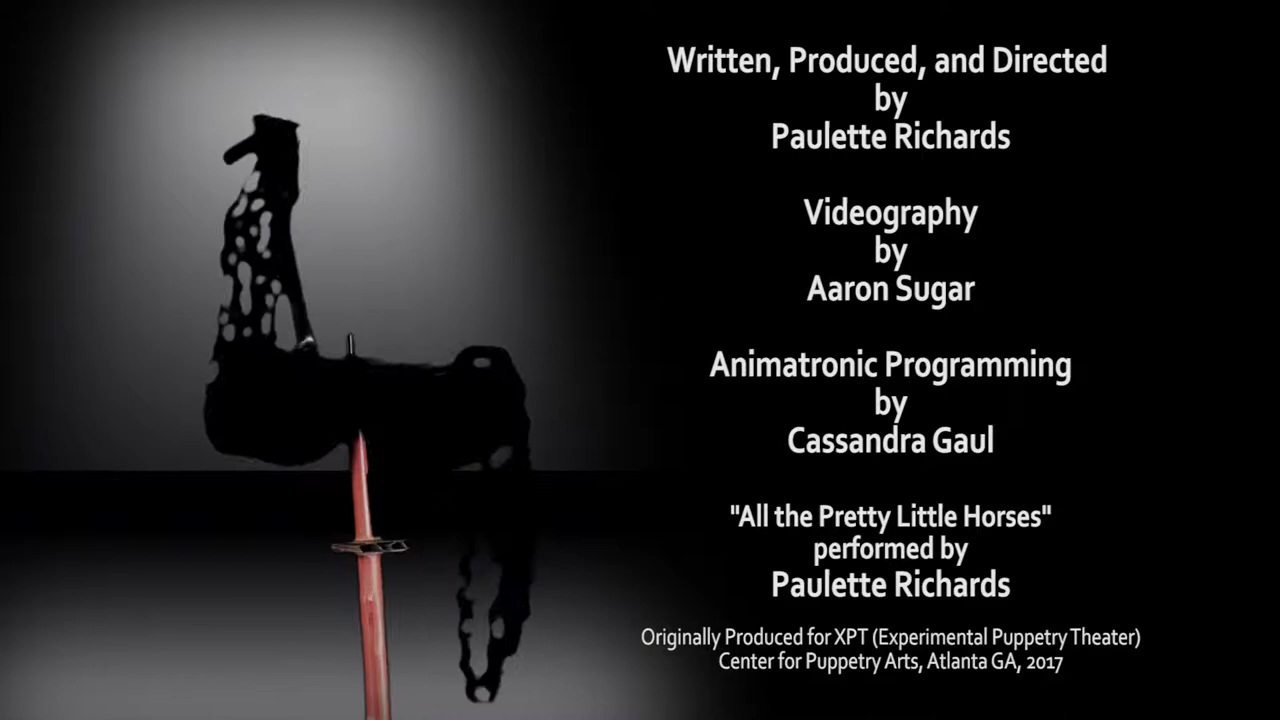 Written, Produced, and Directed
by
Paulette Richards
Videography
by
Aaron Sugar
Animatronic Programming
by
Cassandra Gaul
"All the Pretty Little Horses"
performed by
Paulette Richards
Originally Produced for XPT (Experimental Puppetry Theater)
Center for Puppetry Arts, Atlanta GA, 2017